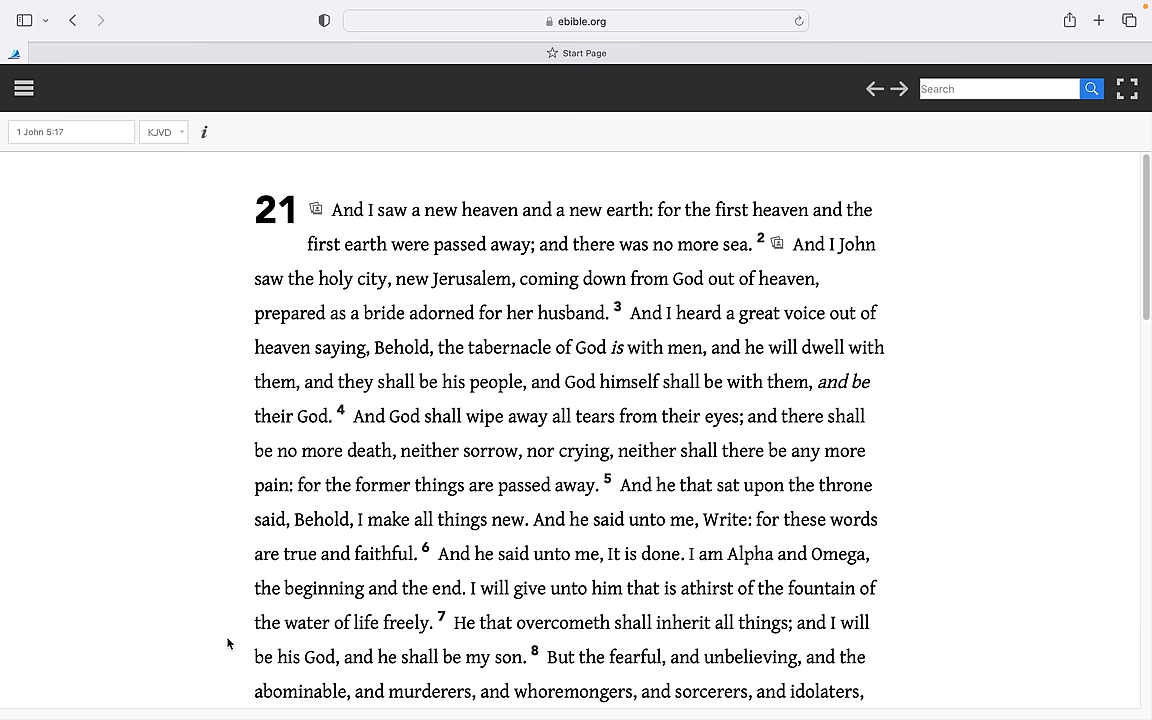 ebible.org
Start Page
Search
1 John 5:17
KJVD
i
21 And I saw a new heaven and a new earth: for the first heaven and the
first earth were passed away; and there was no more sea. 2 And I John
saw the holy city, new Jerusalem, coming down from God out of heaven,
prepared as a bride adorned for her husband. 3 And I heard a great voice out of
heaven saying, Behold, the tabernacle of God is with men, and he will dwell with
them, and they shall be his people, and God himself shall be with them, and be
their God. 4 And God shall wipe away all tears from their eyes; and there shall
be no more death, neither sorrow, nor crying, neither shall there be any more
pain: for the former things are passed away. 5 And he that sat upon the throne
said, Behold, I make all things new. And he said unto me, Write: for these words
are true and faithful. 6 And he said unto me, It is done. I am Alpha and Omega,
the beginning and the end. I will give unto him that is athirst of the fountain of
the water of life freely. 7 He that overcometh shall inherit all things; and I will
be his God, and he shall be my son. 8 But the fearful, and unbelieving, and the
abominable, and murderers, and whoremongers, and sorcerers, and idolaters,